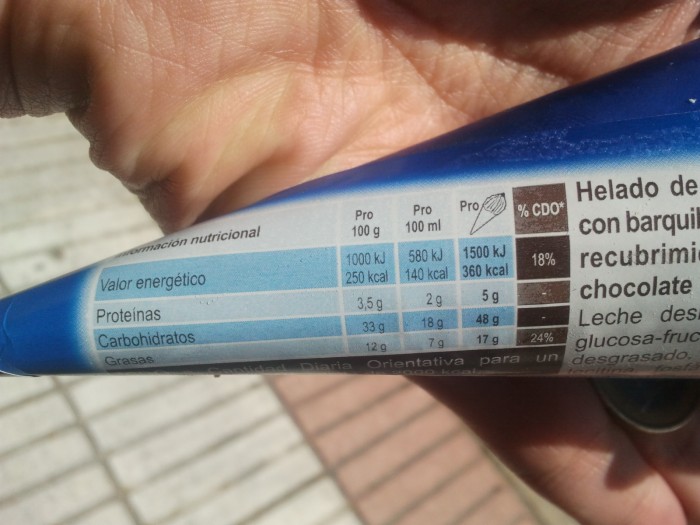 información nutricional Pro 100 g Pro 100 ml Pro % CDO*
Valor energético 1000 kJ 250 kcal 580 kJ 140 kcal 1500 kJ 360 kcal 18%
Proteínas 3,5 g 2 g 5 g -
Carbohidratos 33 g 18 g 48 g -
Grasas 12 g 7 g 17 g 24%
Cantidad Diaria Orientativa para un
Helado de
con barquil
recubrimie
chocolate
Leche des
glucosa-fruc
desgrasado,